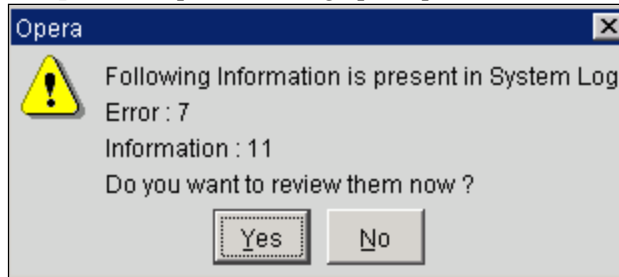 Opera
Following Information is present in System Log
Error : 7
Information : 11
Do you want to review them now ?
Yes
No